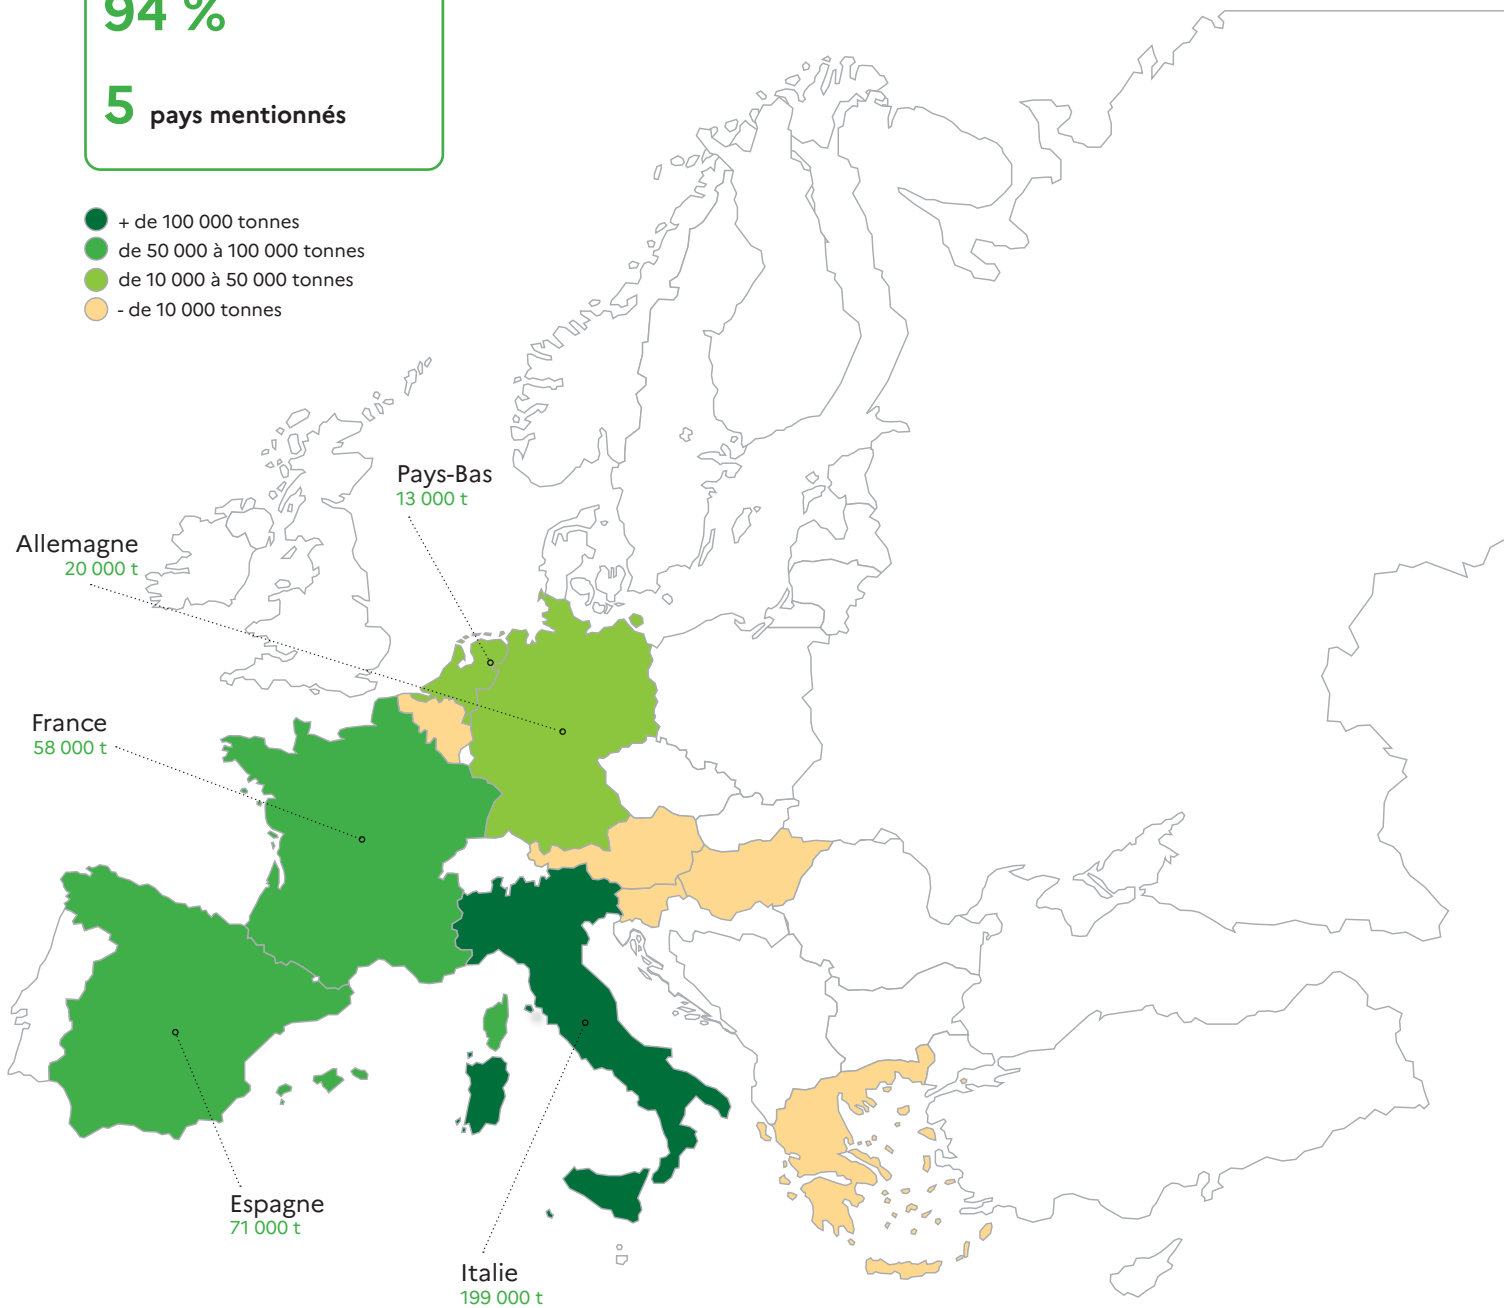 94 %
5 pays mentionnés
+ de 100 000 tonnes
de 50 000 à 100 000 tonnes
de 10 000 à 50 000 tonnes
- de 10 000 tonnes
Pays-Bas
13 000 t
Allemagne
20 000 t
France
58 000 t
Espagne
71 000 t
Italie
199 000 t